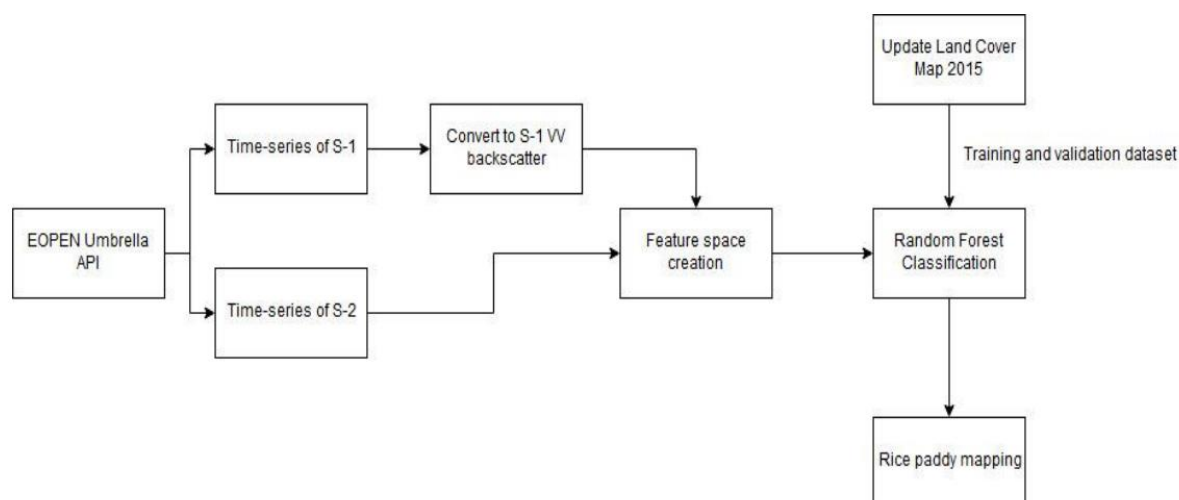 Update Land Cover
Map 2015
Time-series of S-1
Convert to S-1 VV
backscatter
Training and validation dataset
EOPEN Umbrella
API
Feature space
creation
Random Forest
Classification
Time-series of S-2
Rice paddy mapping